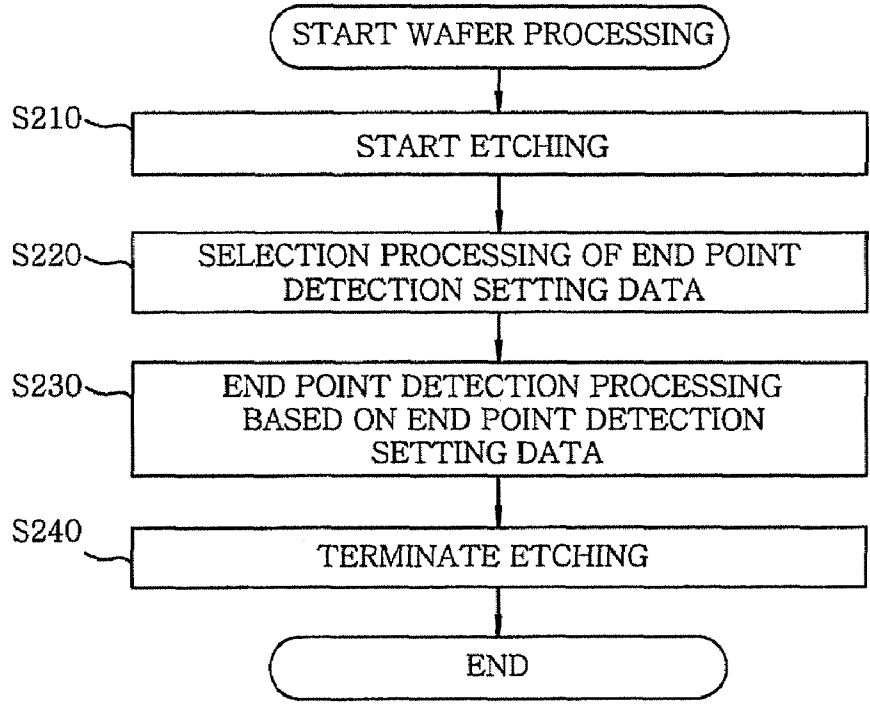 START WAFER PROCESSING
S210
START ETCHING
S220
SELECTION PROCESSING OF END POINT
DETECTION SETTING DATA
S230
END POINT DETECTION PROCESSING
BASED ON END POINT DETECTION
SETTING DATA
S240
TERMINATE ETCHING
END